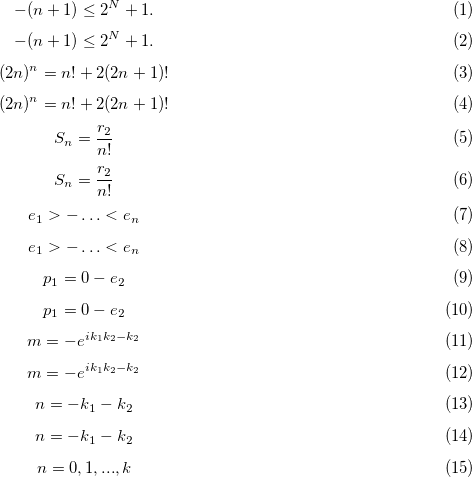 −(n + 1) ≤ 2^N + 1. (1)
−(n + 1) ≤ 2^N + 1. (2)
(2n)^n = n! + 2(2n + 1)! (3)
(2n)^n = n! + 2(2n + 1)! (4)
S_n = \frac{r_2}{n!} (5)
S_n = \frac{r_2}{n!} (6)
e_1 > − … < e_n (7)
e_1 > − … < e_n (8)
p_1 = 0 − e_2 (9)
p_1 = 0 − e_2 (10)
m = −e^{ik_1k_2−k_2} (11)
m = −e^{ik_1k_2−k_2} (12)
n = −k_1 − k_2 (13)
n = −k_1 − k_2 (14)
n = 0, 1, ..., k (15)